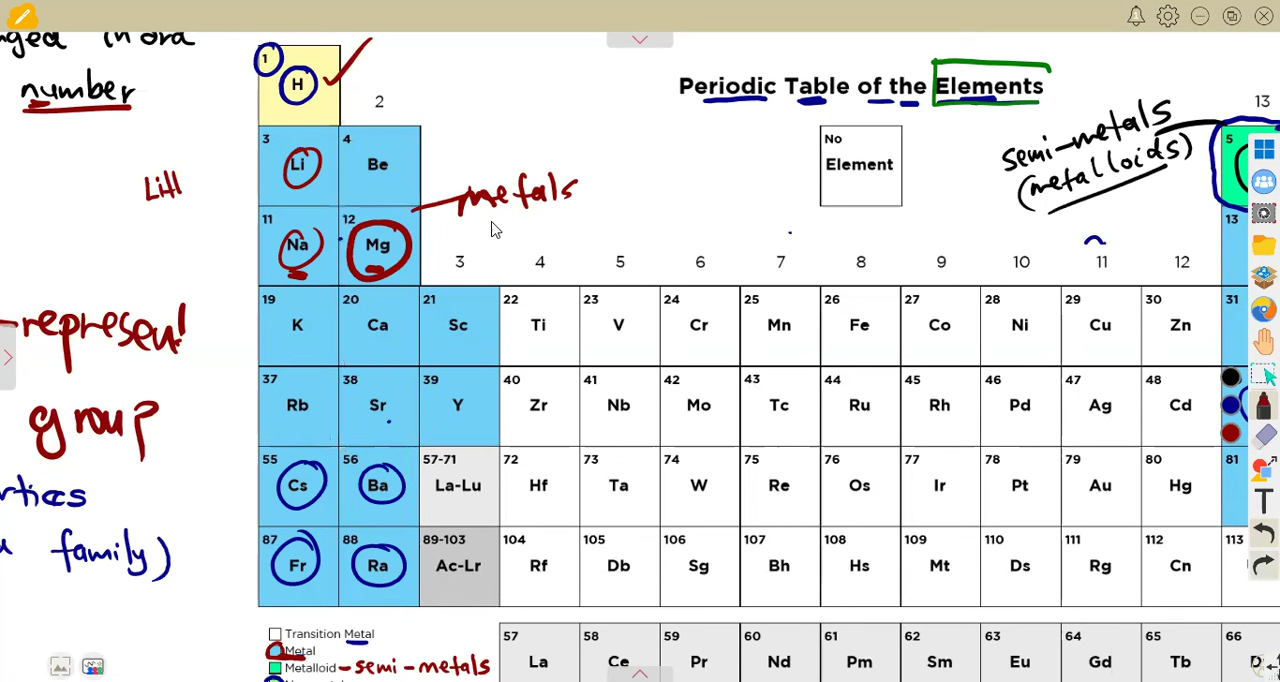 number
1
H
2
Periodic Table of the Elements
13
3
Li
4
Be
No
Element
semi-metals
(metalloids)
5
metals
11
Na
12
Mg
13
3 4 5 6 7 8 9 10 11 12
19 20 21 22 23 24 25 26 27 28 29 30 31
K Ca Sc Ti V Cr Mn Fe Co Ni Cu Zn
group
37 38 39 40 41 42 43 44 45 46 47 48
Rb Sr Y Zr Nb Mo Tc Ru Rh Pd Ag Cd
55 56 57-71 72 73 74 75 76 77 78 79 80 81
Cs Ba La-Lu Hf Ta W Re Os Ir Pt Au Hg
family)
87 88 89-103 104 105 106 107 108 109 110 111 112 113
Fr Ra Ac-Lr Rf Db Sg Bh Hs Mt Ds Rg Cn
Transition Metal
Metal
Metalloid - semi-metals
57 58 59 60 61 62 63 64 65 66
La Ce Pr Nd Pm Sm Eu Gd Tb